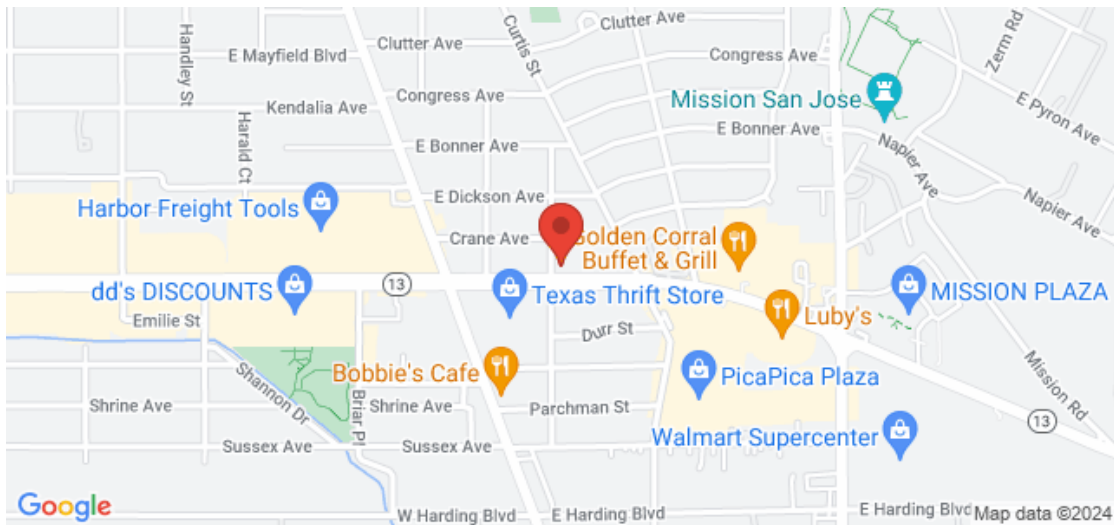 Clutter Ave
Curtis St
Handley St
E Mayfield Blvd
Clutter Ave
Congress Ave
Zerm Rd
Congress Ave
Kendalia Ave
Mission San Jose
E Pyron Ave
E Bonner Ave
Harald Ct
E Bonner Ave
Napier Ave
E Dickson Ave
Harbor Freight Tools
Napier Ave
Crane Ave
Golden Corral
Buffet & Grill
13
dd's DISCOUNTS
Texas Thrift Store
MISSION PLAZA
Emilie St
Luby's
Durr St
Bobbie's Cafe
PicaPica Plaza
Mission Rd
Shannon Dr
Briar Pl
Shrine Ave
Shrine Ave
Parchman St
13
Walmart Supercenter
Sussex Ave
Sussex Ave
Google
W Harding Blvd
E Harding Blvd
E Harding Blvd
Map data ©2024